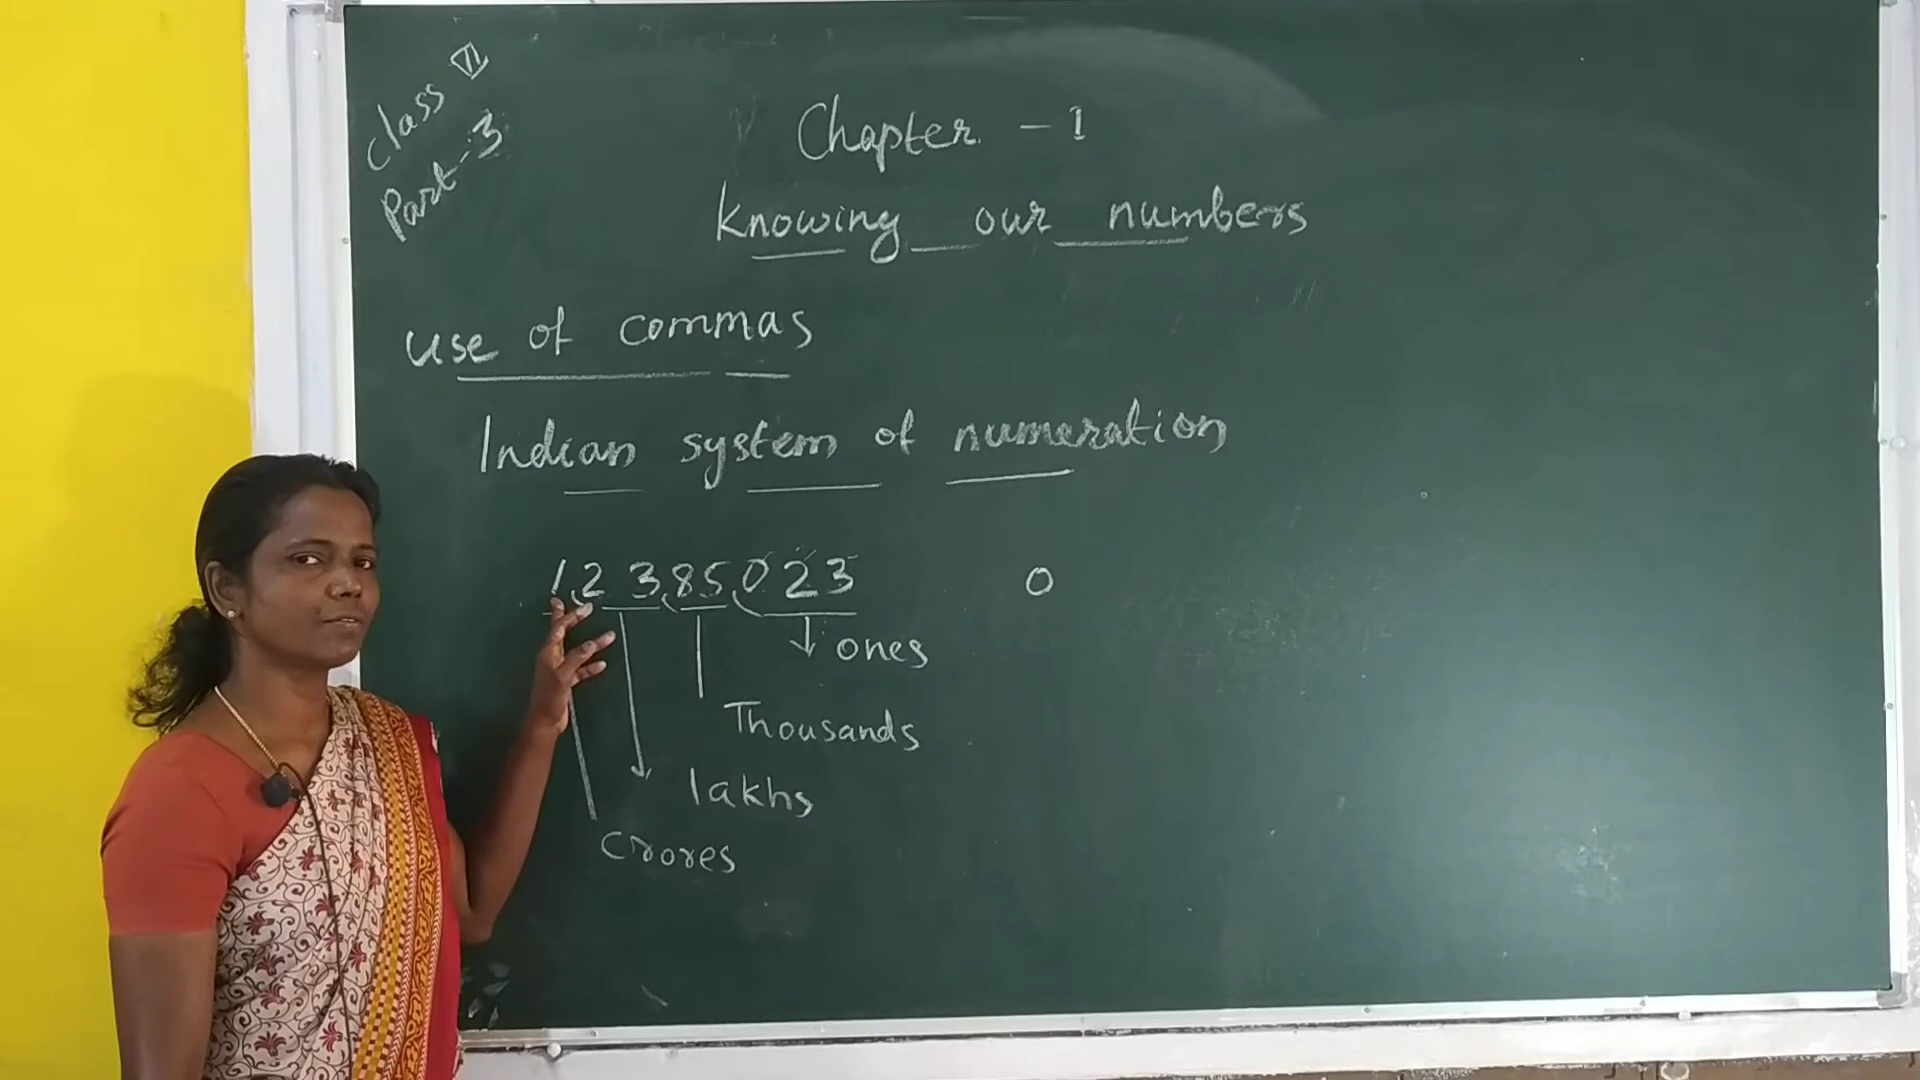 Class VI
Part-3
Chapter - 1
Knowing our numbers
use of commas
Indian system of numeration
1,23,85,023 0
ones
Thousands
lakhs
crores